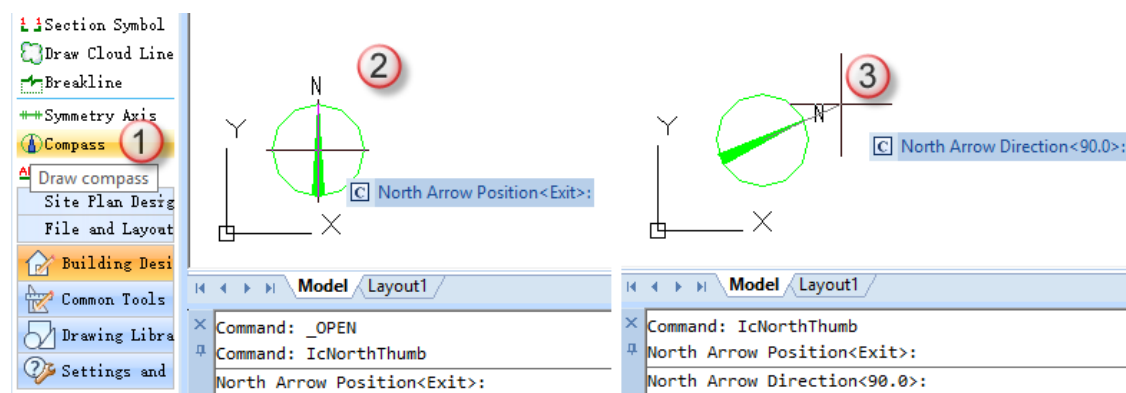 Section Symbol
Draw Cloud Line
Breakline
Symmetry Axis
Compass
1
Draw compass
Site Plan Desig
File and Layout
Building Desi
Common Tools
Drawing Libra
Settings and
2
N
Y
X
C North Arrow Position<Exit>:
Model Layout1
Command: _OPEN
Command: IcNorthThumb
North Arrow Position<Exit>:
3
N
Y
X
C North Arrow Direction<90.0>:
Model Layout1
Command: IcNorthThumb
North Arrow Position<Exit>:
North Arrow Direction<90.0>: